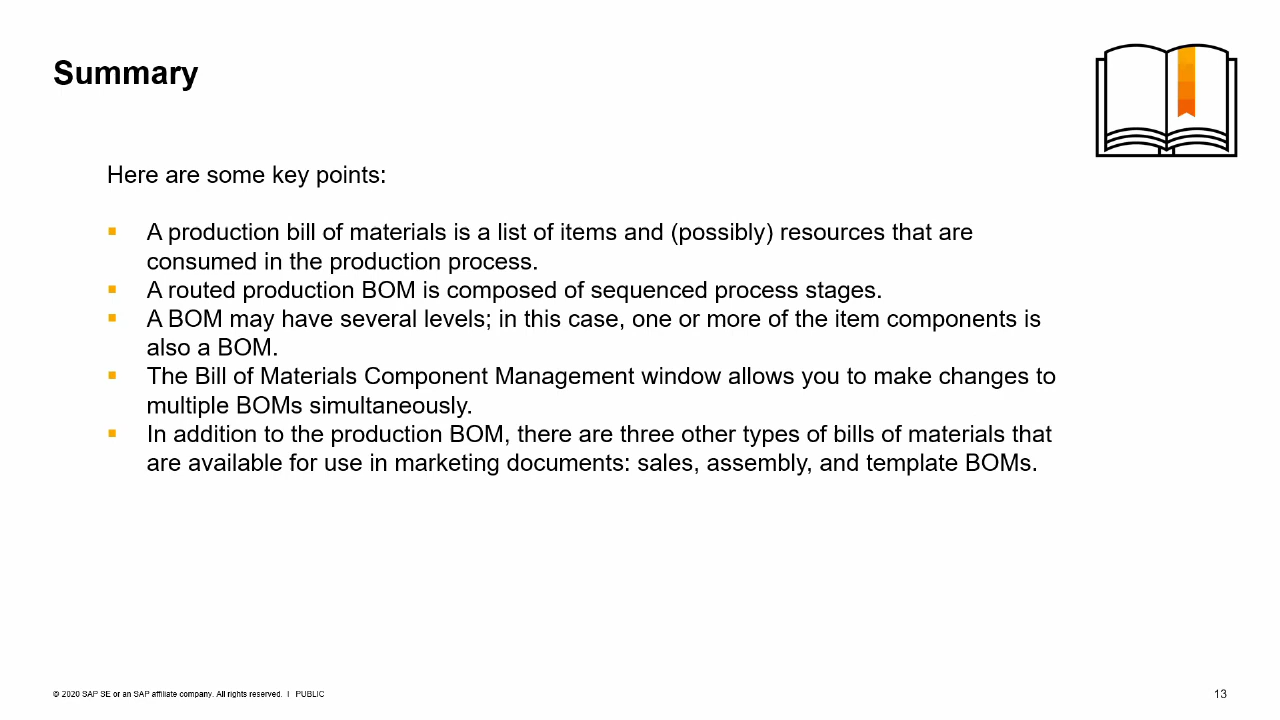 Summary
Here are some key points:
▪ A production bill of materials is a list of items and (possibly) resources that are
consumed in the production process.
▪ A routed production BOM is composed of sequenced process stages.
▪ A BOM may have several levels; in this case, one or more of the item components is
also a BOM.
▪ The Bill of Materials Component Management window allows you to make changes to
multiple BOMs simultaneously.
▪ In addition to the production BOM, there are three other types of bills of materials that
are available for use in marketing documents: sales, assembly, and template BOMs.
© 2020 SAP SE or an SAP affiliate company. All rights reserved. I PUBLIC
13